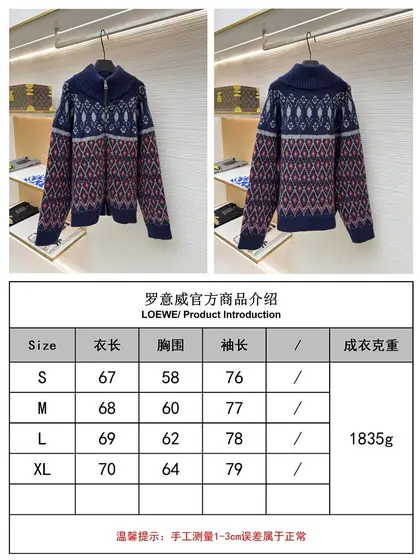 罗意威官方商品介绍
LOEWE/ Product Introduction
Size 衣长 胸围 袖长 / 成衣克重
S 67 58 76 /
M 68 60 77 /
L 69 62 78 / 1835g
XL 70 64 79 /
温馨提示：手工测量1-3cm误差属于正常